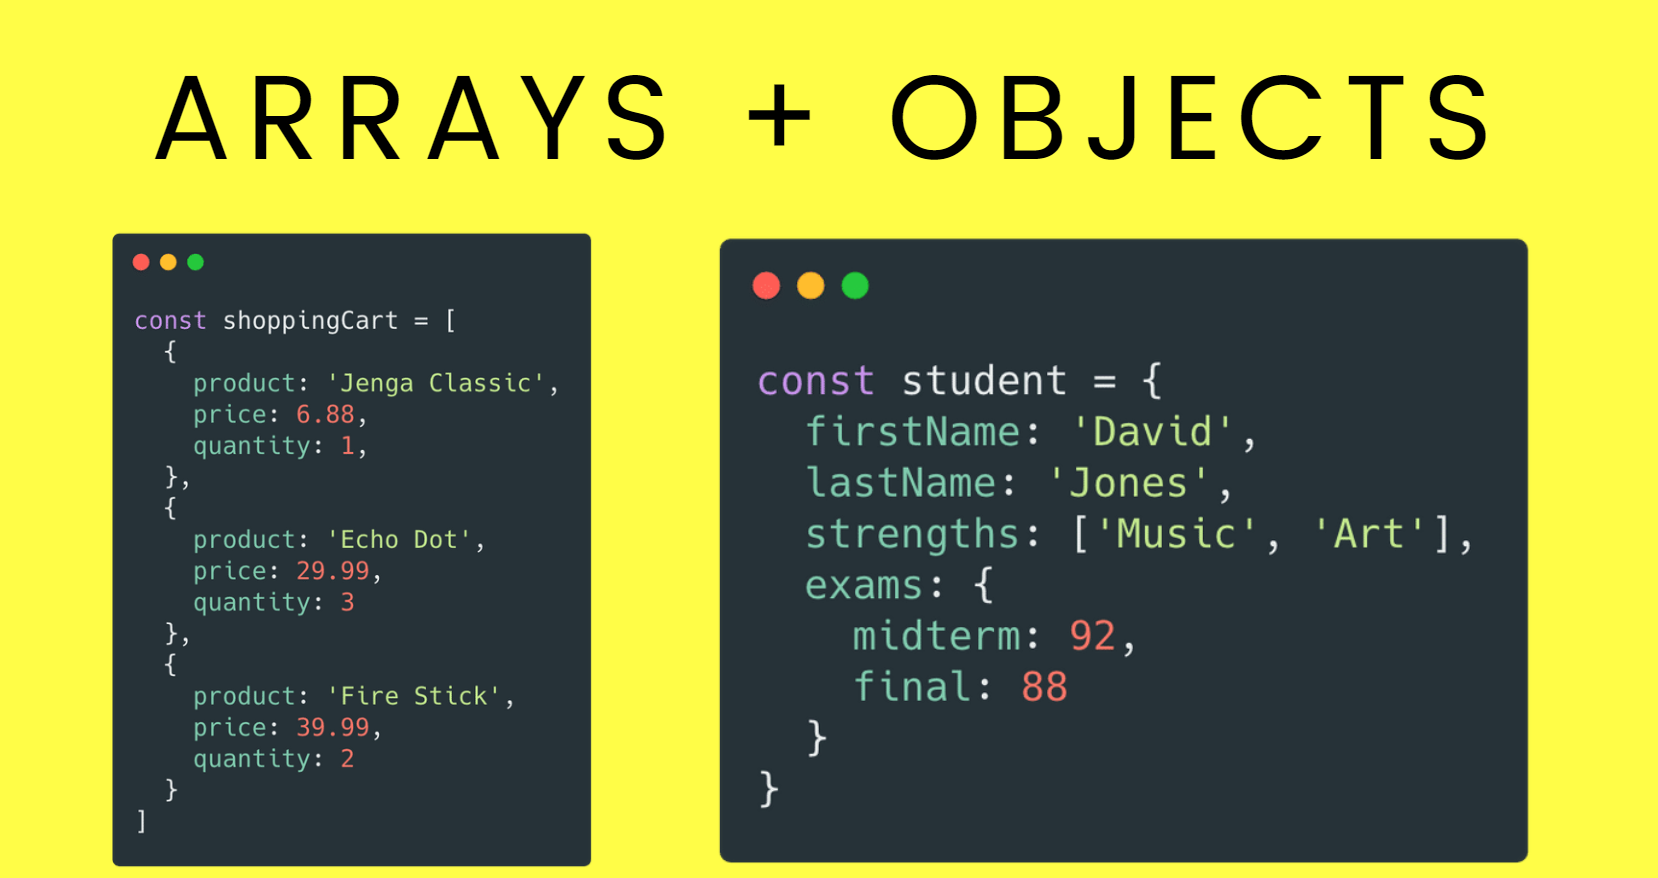 ARRAYS + OBJECTS
const shoppingCart = [
  {
    product: 'Jenga Classic',
    price: 6.88,
    quantity: 1,
  },
  {
    product: 'Echo Dot',
    price: 29.99,
    quantity: 3
  },
  {
    product: 'Fire Stick',
    price: 39.99,
    quantity: 2
  }
]
const student = {
  firstName: 'David',
  lastName: 'Jones',
  strengths: ['Music', 'Art'],
  exams: {
    midterm: 92,
    final: 88
  }
}